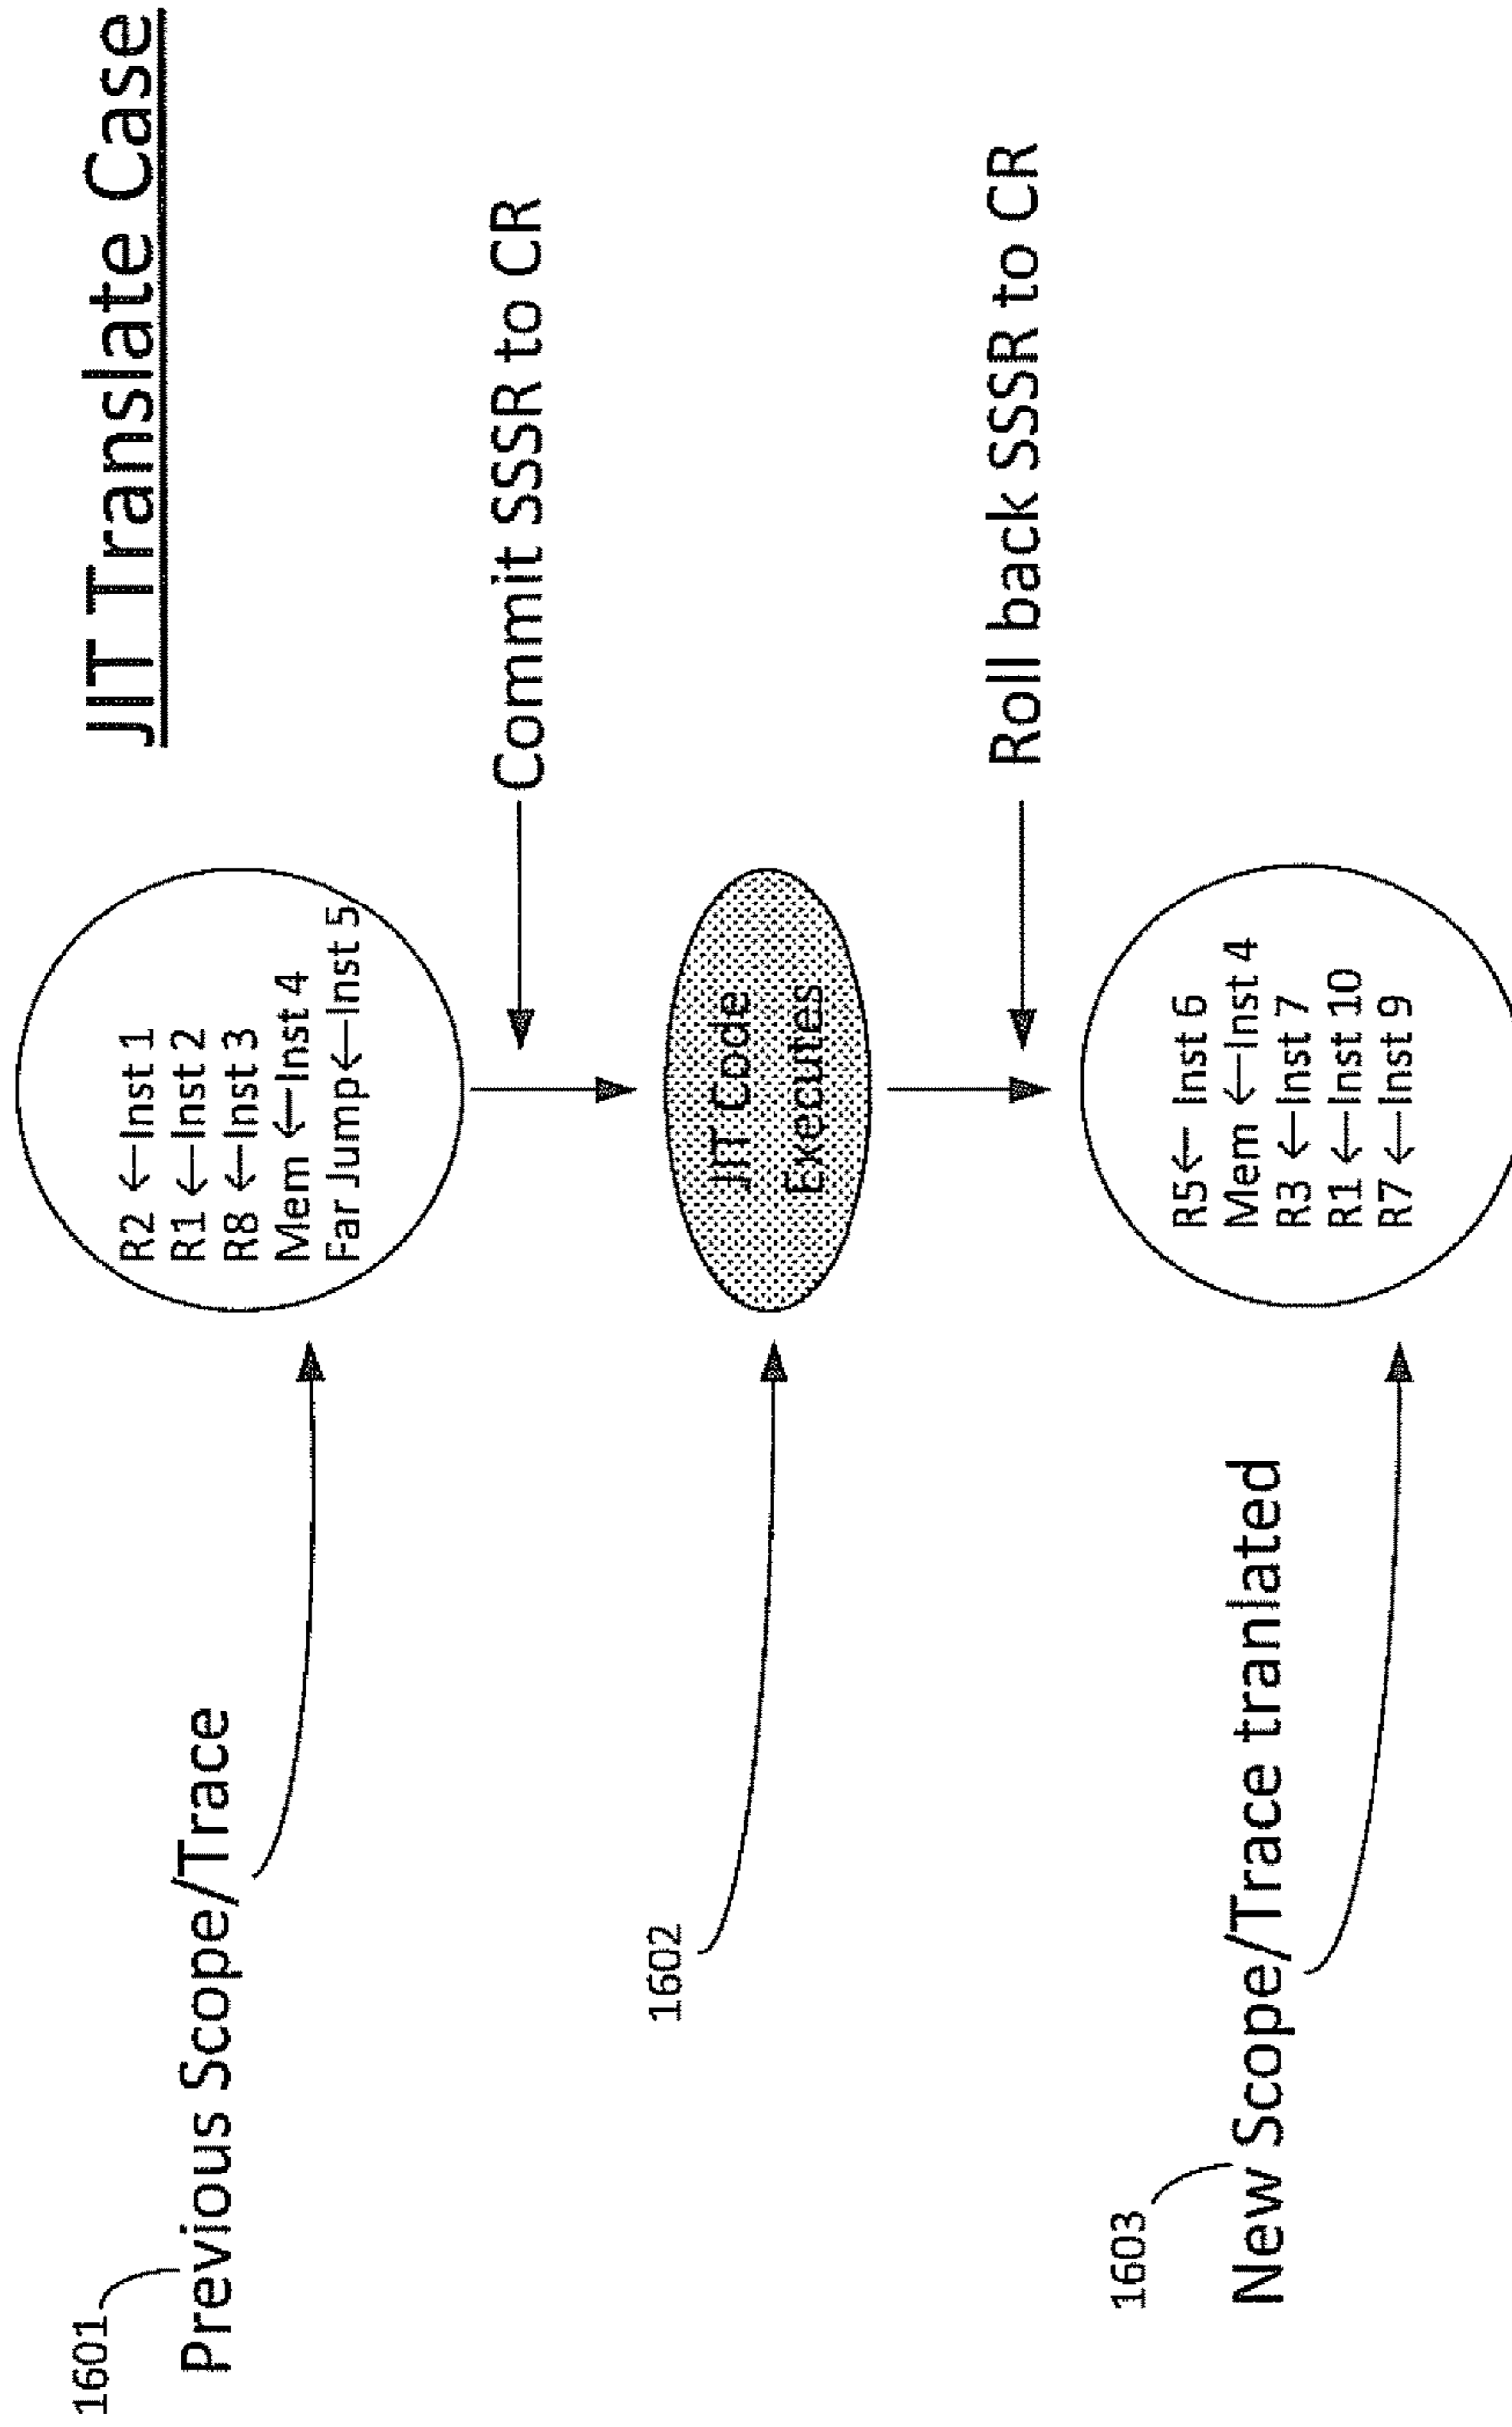 JIT Translate Case
1601
Previous Scope/Trace
R2 ←Inst 1
R1 ←Inst 2
R8 ←Inst 3
Mem ←Inst 4
Far Jump←Inst 5
Commit SSSR to CR
1602
JIT Code
Executes
Roll back SSSR to CR
1603
New Scope/Trace tranlated
R5← Inst 6
Mem ←Inst 4
R3 ←Inst 7
R1 ←Inst 10
R7 ←Inst 9